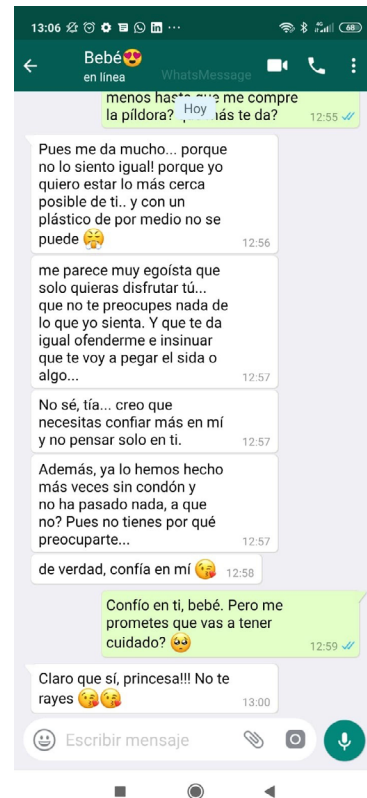 13:06
4G
68
Bebé😍
en línea
WhatsMessage
menos hasta que me compre
Hoy
la píldora? más te da?
12:55
Pues me da mucho... porque
no lo siento igual! porque yo
quiero estar lo más cerca
posible de ti.. y con un
plástico de por medio no se
puede 😤
12:56
me parece muy egoísta que
solo quieras disfrutar tú...
que no te preocupes nada de
lo que yo sienta. Y que te da
igual ofenderme e insinuar
que te voy a pegar el sida o
algo...
12:57
No sé, tía... creo que
necesitas confiar más en mí
y no pensar solo en ti.
12:57
Además, ya lo hemos hecho
más veces sin condón y
no ha pasado nada, a que
no? Pues no tienes por qué
preocuparte...
12:57
de verdad, confía en mí 😘
12:58
Confío en ti, bebé. Pero me
prometes que vas a tener
cuidado? 🥺
12:59
Claro que sí, princesa!!! No te
rayes 😘😘
13:00
Escribir mensaje